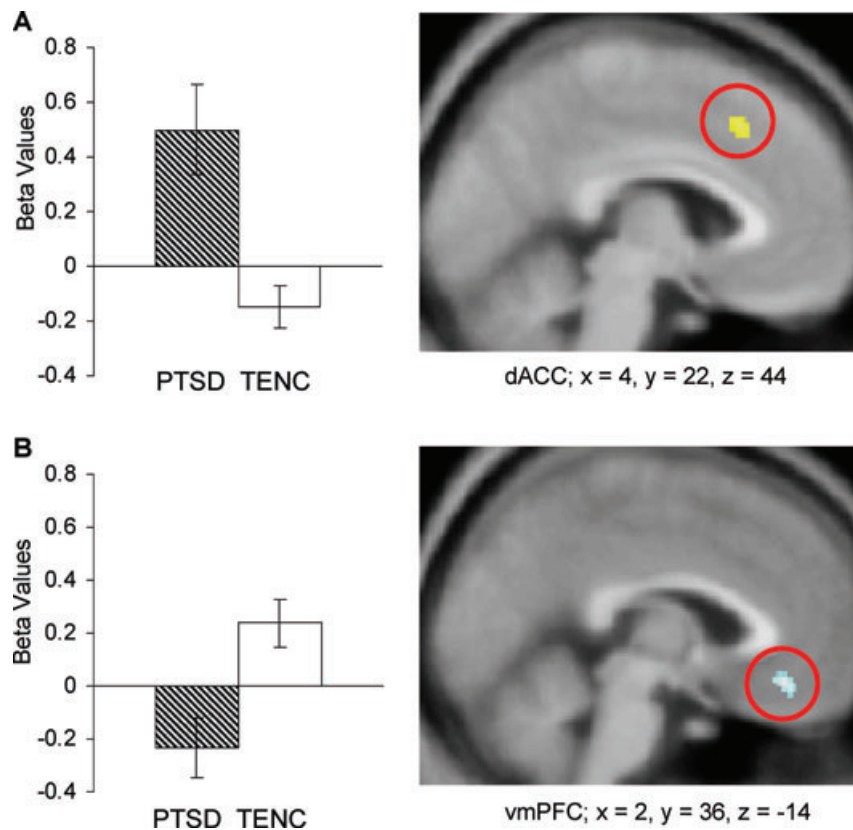 A
Beta Values
0.8
0.6
0.4
0.2
0
-0.2
-0.4
PTSD TENC
dACC; x = 4, y = 22, z = 44
B
Beta Values
0.8
0.6
0.4
0.2
0
-0.2
-0.4
PTSD TENC
vmPFC; x = 2, y = 36, z = -14